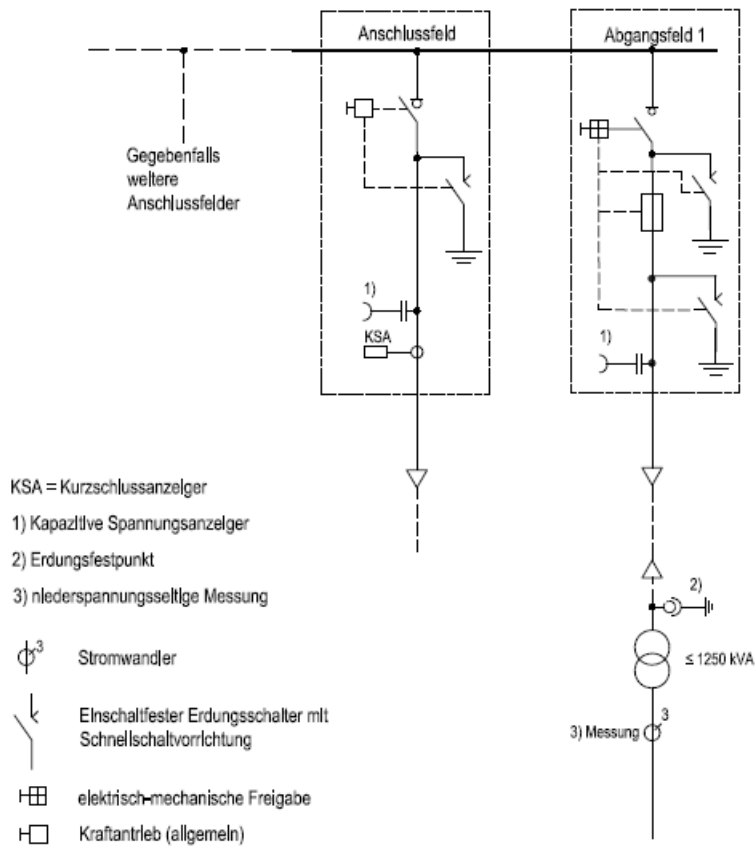 Anschlussfeld
Abgangsfeld 1
Gegebenfalls
weitere
Anschlussfelder
1)
KSA
1)
KSA = Kurzschlussanzeiger
1) Kapazitive Spannungsanzeiger
2) Erdungsfestpunkt
3) niederspannungsseitige Messung
3 Stromwandler
Einschaltfester Erdungsschalter mit
Schnellschaltvorrichtung
elektrisch-mechanische Freigabe
Kraftantrieb (allgemein)
2)
≤ 1250 kVA
3
3) Messung